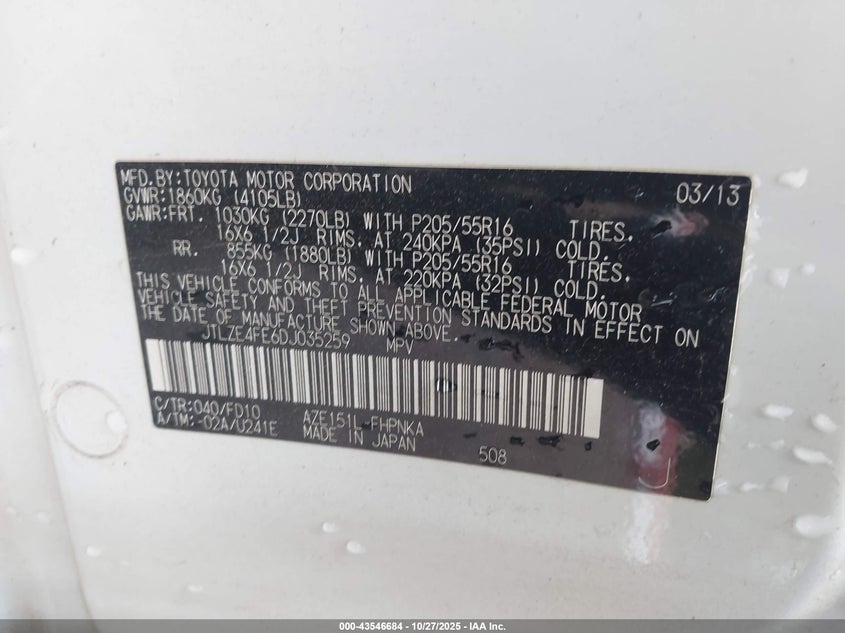 MFD.BY:TOYOTA MOTOR CORPORATION 03/13
GVWR:1860KG (4105LB)
GAWR:FRT. 1030KG (2270LB) WITH P205/55R16 TIRES.
16X6 1/2J RIMS, AT 240KPA (35PSI) COLD.
RR. 855KG (1880LB) WITH P205/55R16 TIRES.
16X6 1/2J RIMS, AT 220KPA (32PSI) COLD.
THIS VEHICLE CONFORMS TO ALL APPLICABLE FEDERAL MOTOR
VEHICLE SAFETY AND THEFT PREVENTION STANDARDS IN EFFECT ON
THE DATE OF MANUFACTURE SHOWN ABOVE.
JTLZE4FE6DJ035259 MPV
C/TR:040/FD10 AZE151L-FHPNKA
A/TM:-02A/U241E MADE IN JAPAN 508
000-43546684 | 10/27/2025 | IAA Inc.